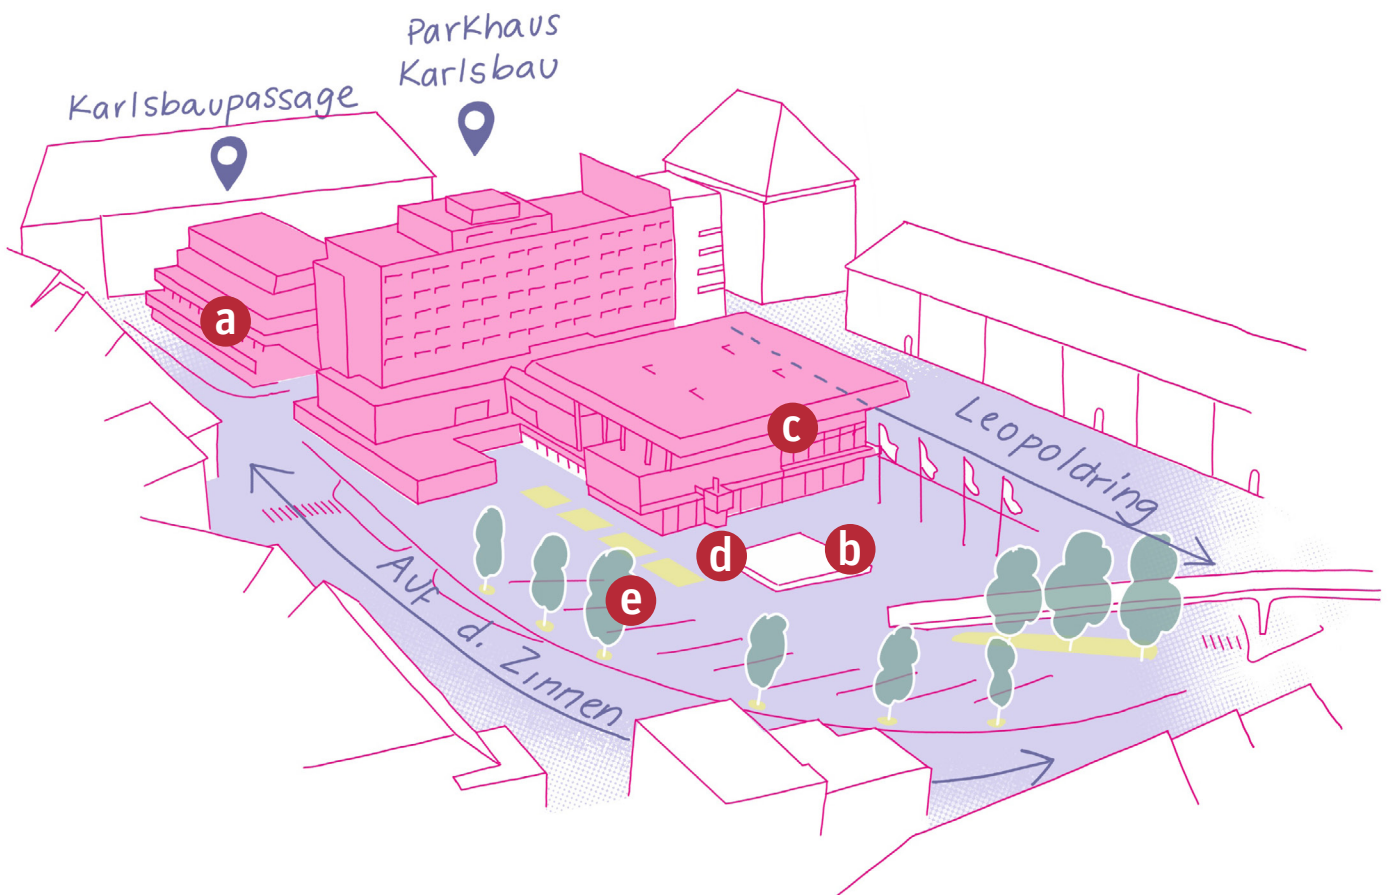 Parkhaus
Karlsbau
Karlsbaupassage
a
c
Leopoldring
d
b
e
Auf d. Zinnen